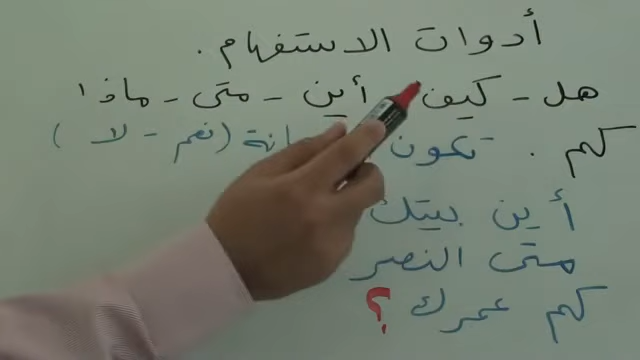 أدوات الاستفهام .
هل - كيف أين - متى - ماذا
كم . تكون (نعم - لا )
أين بيتك
متى النصر
كم عمرك ؟